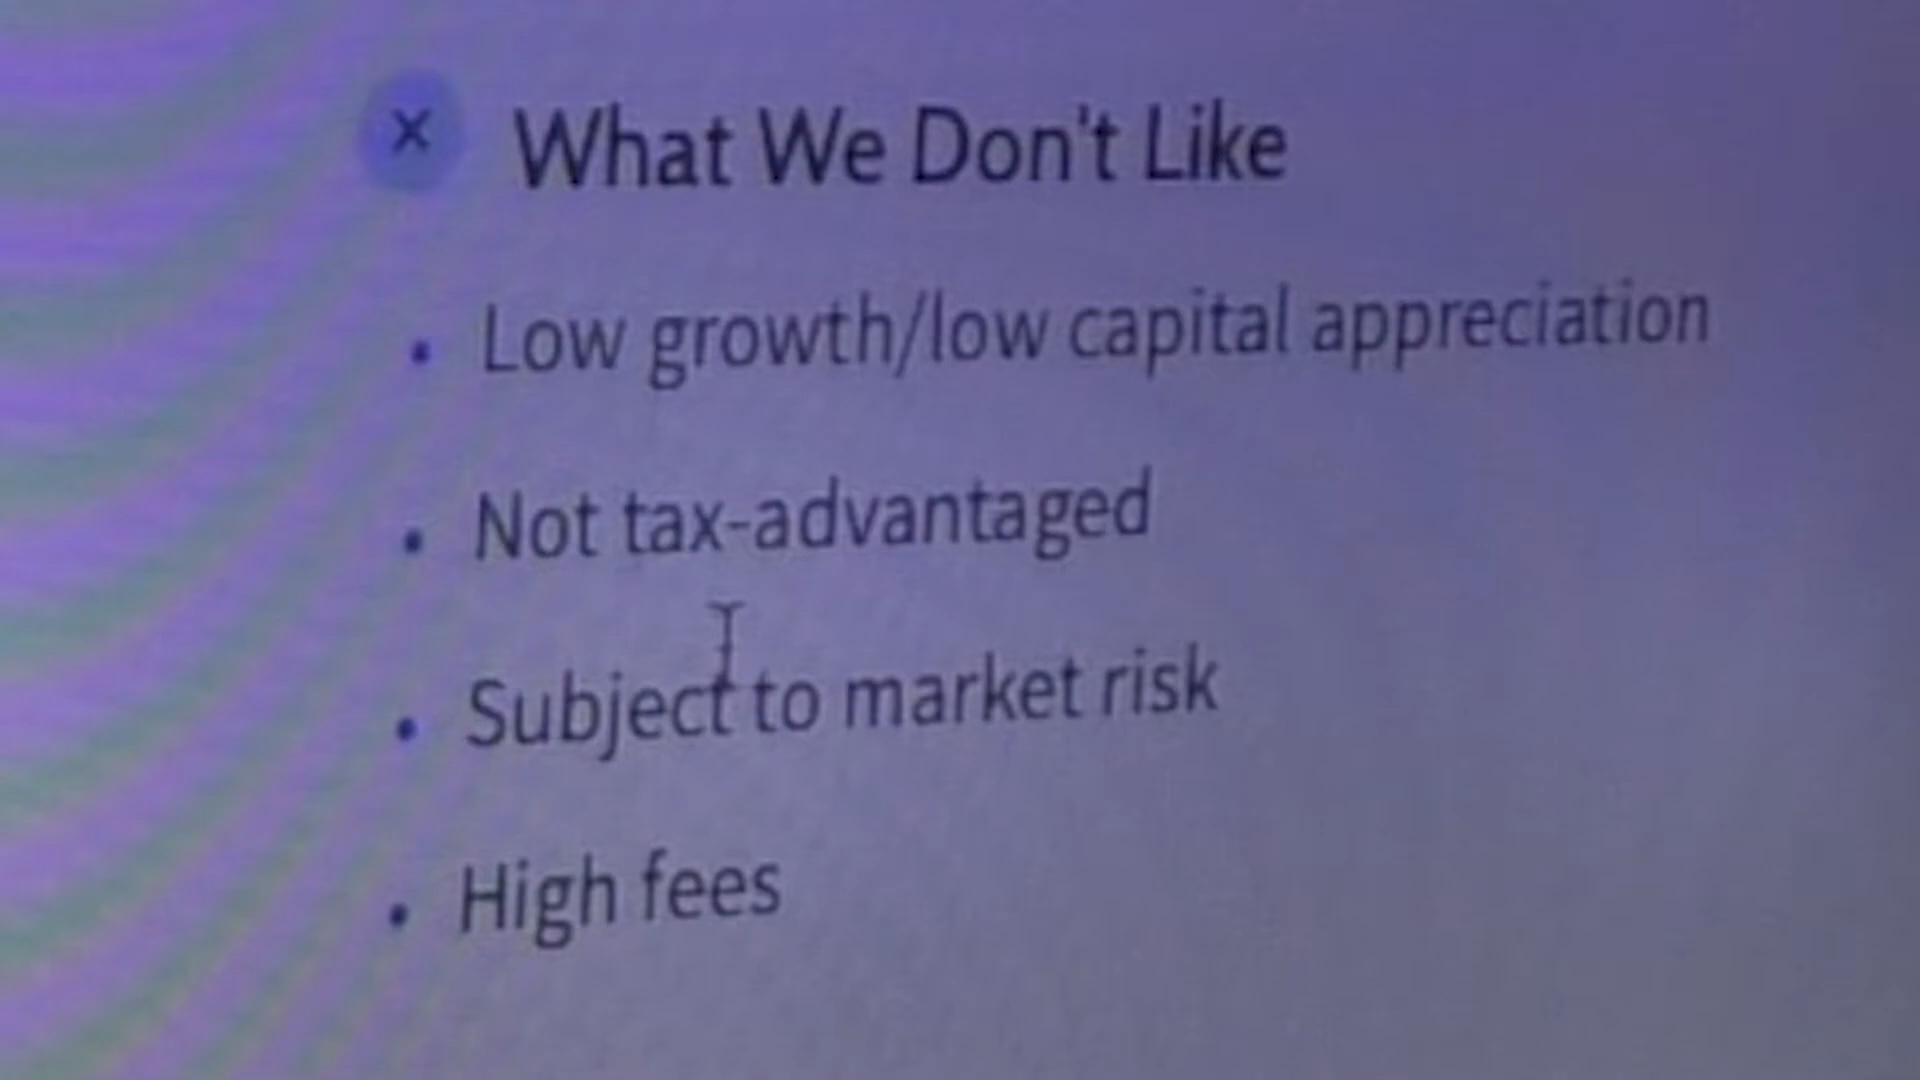 × What We Don't Like
• Low growth/low capital appreciation
• Not tax-advantaged
• Subject to market risk
• High fees